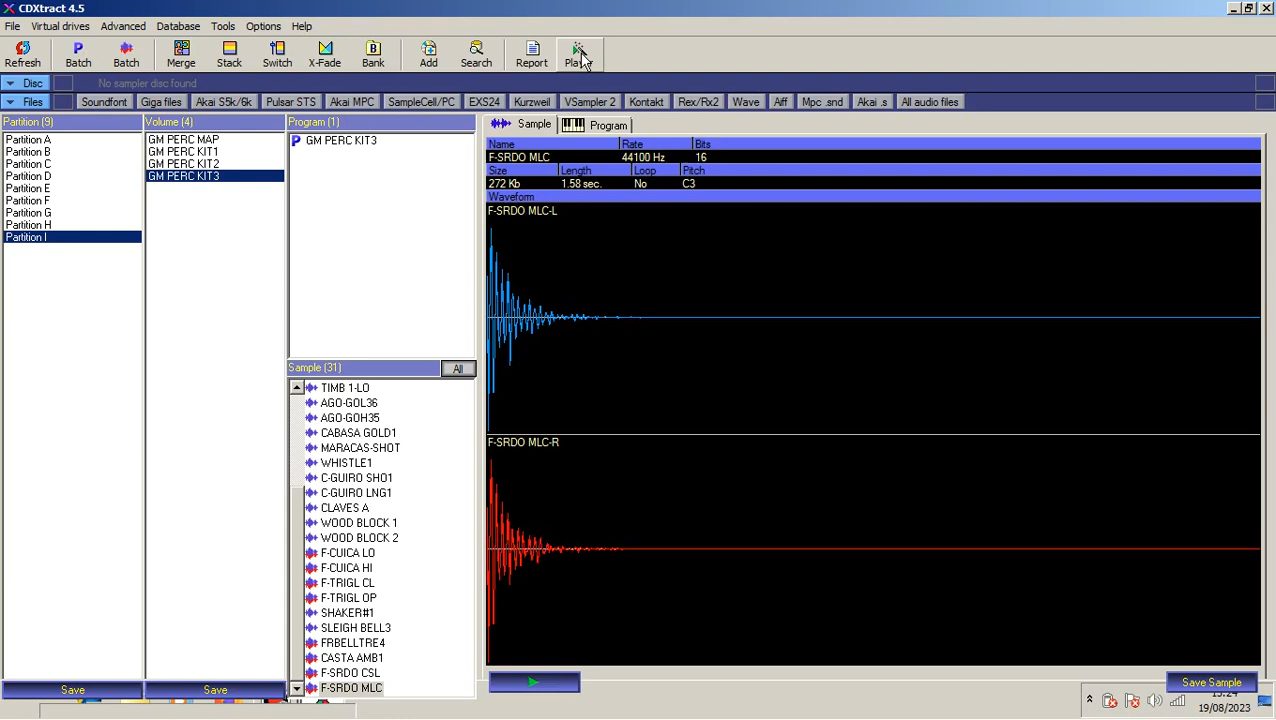 CDXtract 4.5
File Virtual drives Advanced Database Tools Options Help
Refresh Batch Batch Merge Stack Switch X-Fade Bank Add Search Report Player
Disc No sampler disc found
Files Soundfont Giga files Akai S5k/6k Pulsar STS Akai MPC SampleCell/PC EXS24 Kurzweil VSampler 2 Kontakt Rex/Rx2 Wave Aiff Mpc .snd Akai .s All audio files
Partition (9)
Partition A
Partition B
Partition C
Partition D
Partition E
Partition F
Partition G
Partition H
Partition I
Save
Volume (4)
GM PERC MAP
GM PERC KIT1
GM PERC KIT2
GM PERC KIT3
Save
Program (1)
P GM PERC KIT3
Sample (31) All
TIMB 1-LO
AGO-GOL36
AGO-GOH35
CABASA GOLD1
MARACAS-SHOT
WHISTLE1
C-GUIRO SHO1
C-GUIRO LNG1
CLAVES A
WOOD BLOCK 1
WOOD BLOCK 2
F-CUICA LO
F-CUICA HI
F-TRIGL CL
F-TRIGL OP
SHAKER#1
SLEIGH BELL3
FRBELLTRE4
CASTA AMB1
F-SRDO CSL
F-SRDO MLC
Sample Program
Name Rate Bits
F-SRDO MLC 44100 Hz 16
Size Length Loop Pitch
272 Kb 1.58 sec. No C3
Waveform
F-SRDO MLC-L
F-SRDO MLC-R
Save Sample
19/08/2023